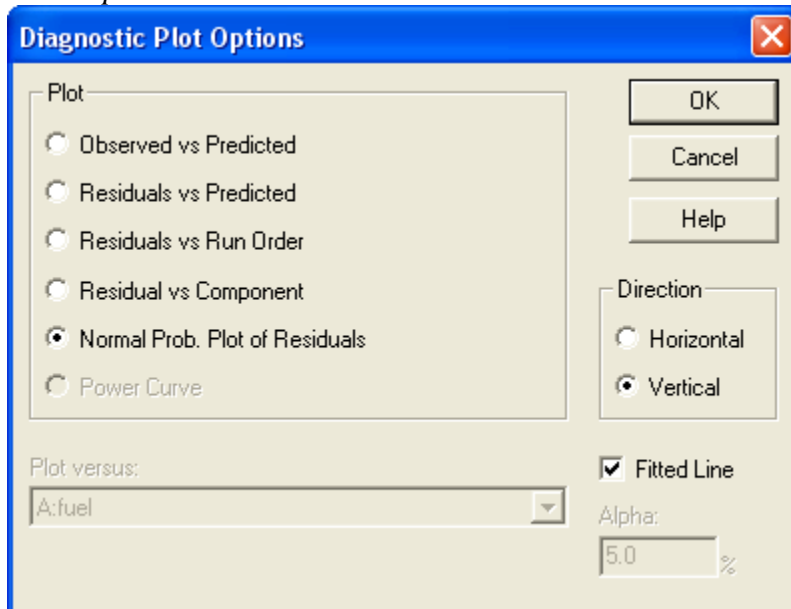 Diagnostic Plot Options
Plot
Observed vs Predicted
Residuals vs Predicted
Residuals vs Run Order
Residual vs Component
Normal Prob. Plot of Residuals
Power Curve
Plot versus:
A:fuel
OK
Cancel
Help
Direction
Horizontal
Vertical
Fitted Line
Alpha:
5.0 %